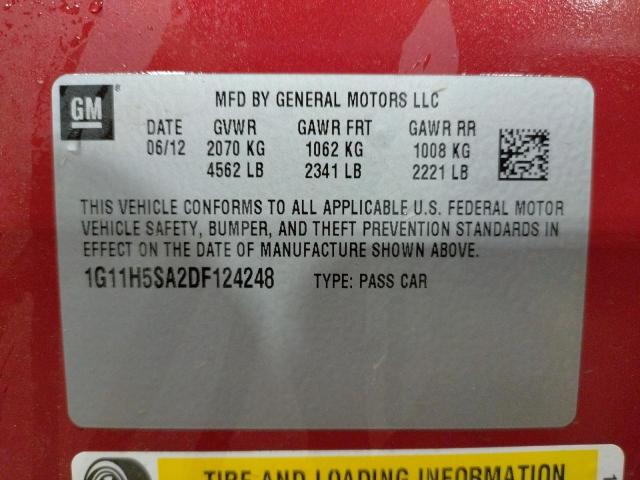 GM
MFD BY GENERAL MOTORS LLC
DATE GVWR GAWR FRT GAWR RR
06/12 2070 KG 1062 KG 1008 KG
4562 LB 2341 LB 2221 LB
THIS VEHICLE CONFORMS TO ALL APPLICABLE U.S. FEDERAL MOTOR
VEHICLE SAFETY, BUMPER, AND THEFT PREVENTION STANDARDS IN
EFFECT ON THE DATE OF MANUFACTURE SHOWN ABOVE.
1G11H5SA2DF124248 TYPE: PASS CAR
TIRE AND LOADING INFORMATION